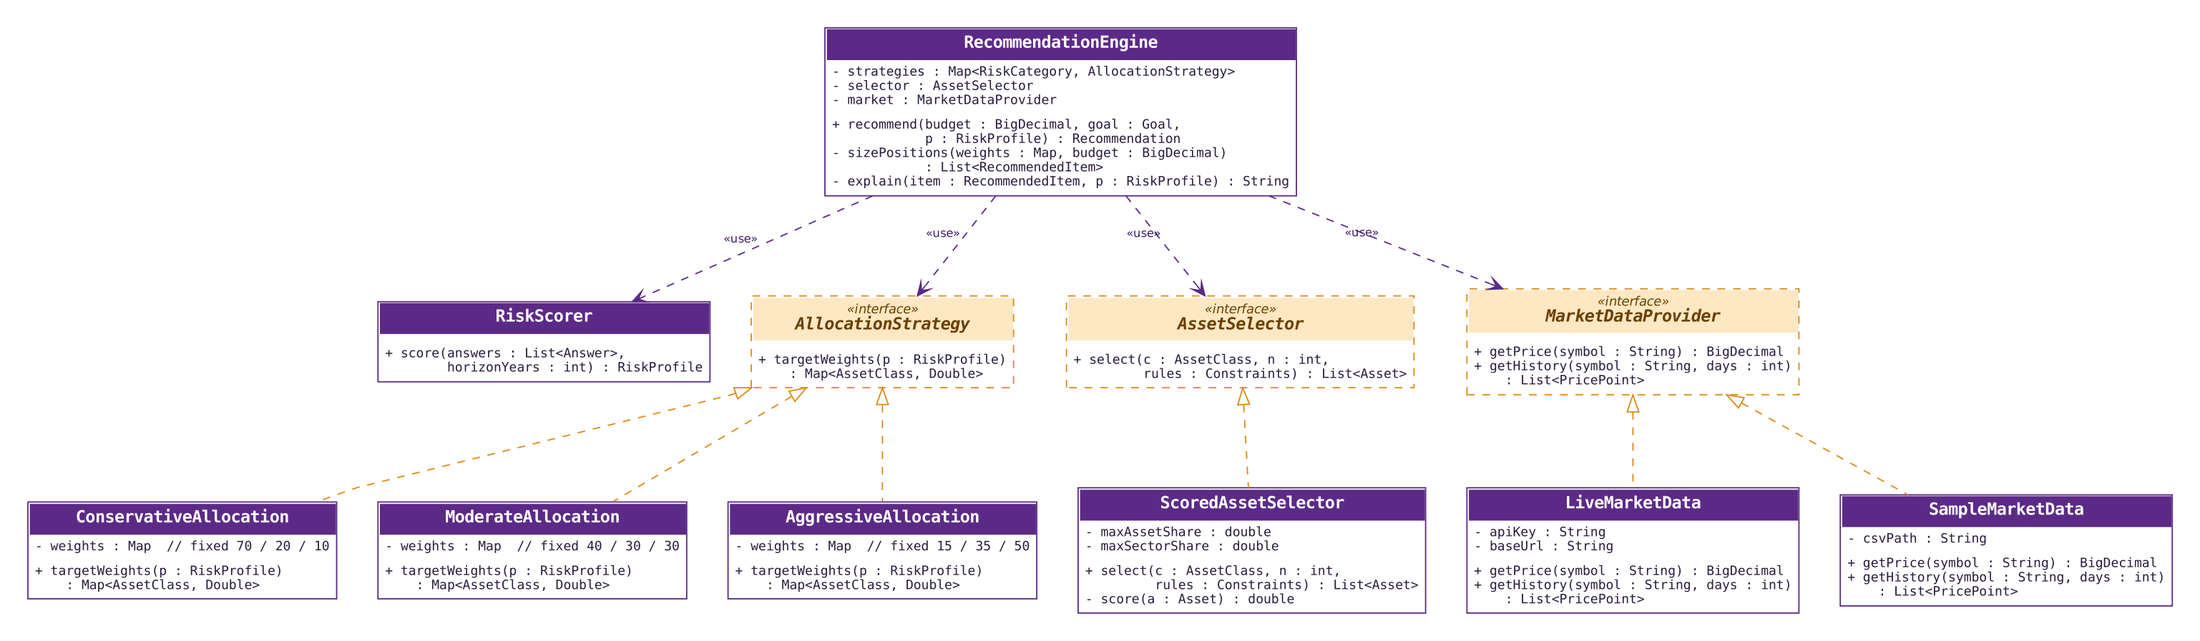 RecommendationEngine
- strategies : Map<RiskCategory, AllocationStrategy>
- selector : AssetSelector
- market : MarketDataProvider
+ recommend(budget : BigDecimal, goal : Goal,
p : RiskProfile) : Recommendation
- sizePositions(weights : Map, budget : BigDecimal)
: List<RecommendedItem>
- explain(item : RecommendedItem, p : RiskProfile) : String
«use»
«use»
«use»
«use»
RiskScorer
+ score(answers : List<Answer>,
horizonYears : int) : RiskProfile
«interface»
AllocationStrategy
+ targetWeights(p : RiskProfile)
: Map<AssetClass, Double>
«interface»
AssetSelector
+ select(c : AssetClass, n : int,
rules : Constraints) : List<Asset>
«interface»
MarketDataProvider
+ getPrice(symbol : String) : BigDecimal
+ getHistory(symbol : String, days : int)
: List<PricePoint>
ConservativeAllocation
- weights : Map  // fixed 70 / 20 / 10
+ targetWeights(p : RiskProfile)
: Map<AssetClass, Double>
ModerateAllocation
- weights : Map  // fixed 40 / 30 / 30
+ targetWeights(p : RiskProfile)
: Map<AssetClass, Double>
AggressiveAllocation
- weights : Map  // fixed 15 / 35 / 50
+ targetWeights(p : RiskProfile)
: Map<AssetClass, Double>
ScoredAssetSelector
- maxAssetShare : double
- maxSectorShare : double
+ select(c : AssetClass, n : int,
rules : Constraints) : List<Asset>
- score(a : Asset) : double
LiveMarketData
- apiKey : String
- baseUrl : String
+ getPrice(symbol : String) : BigDecimal
+ getHistory(symbol : String, days : int)
: List<PricePoint>
SampleMarketData
- csvPath : String
+ getPrice(symbol : String) : BigDecimal
+ getHistory(symbol : String, days : int)
: List<PricePoint>